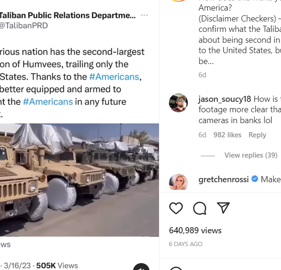 Taliban Public Relations Departme... ...
@TalibanPRD
rious nation has the second-largest
on of Humvees, trailing only the
States. Thanks to the #Americans,
better equipped and armed to
nt the #Americans in any future
.
ews
· 3/16/23 · 505K Views
America?
(Disclaimer Checkers) –
confirm what the Taliba
about being second in
to the United States, bu
be...
6d
jason_soucy18 How is t
footage more clear tha
cameras in banks lol
6d 982 likes Reply
View replies (39)
gretchenrossi Make
640,989 views
6 DAYS AGO